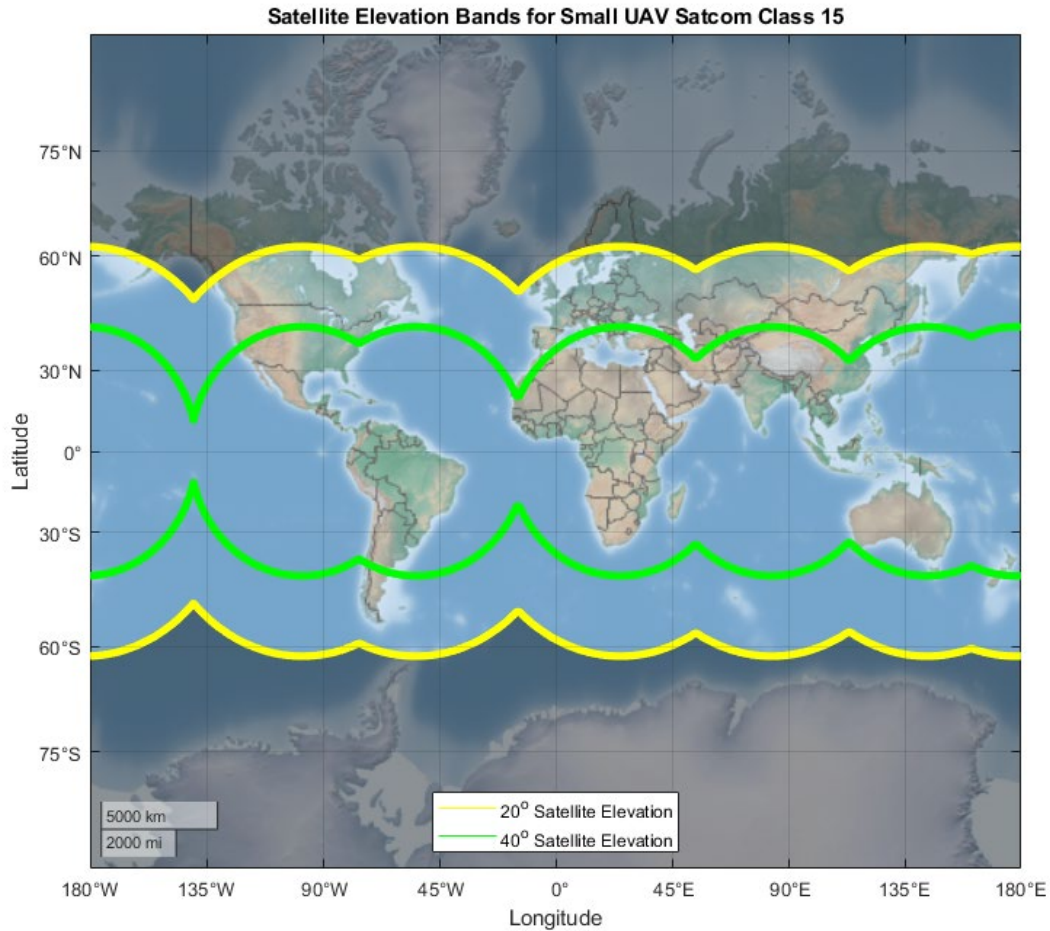 Satellite Elevation Bands for Small UAV Satcom Class 15
75°N
60°N
30°N
0°
30°S
60°S
75°S
Latitude
5000 km
2000 mi
20° Satellite Elevation
40° Satellite Elevation
180°W 135°W 90°W 45°W 0° 45°E 90°E 135°E 180°E
Longitude